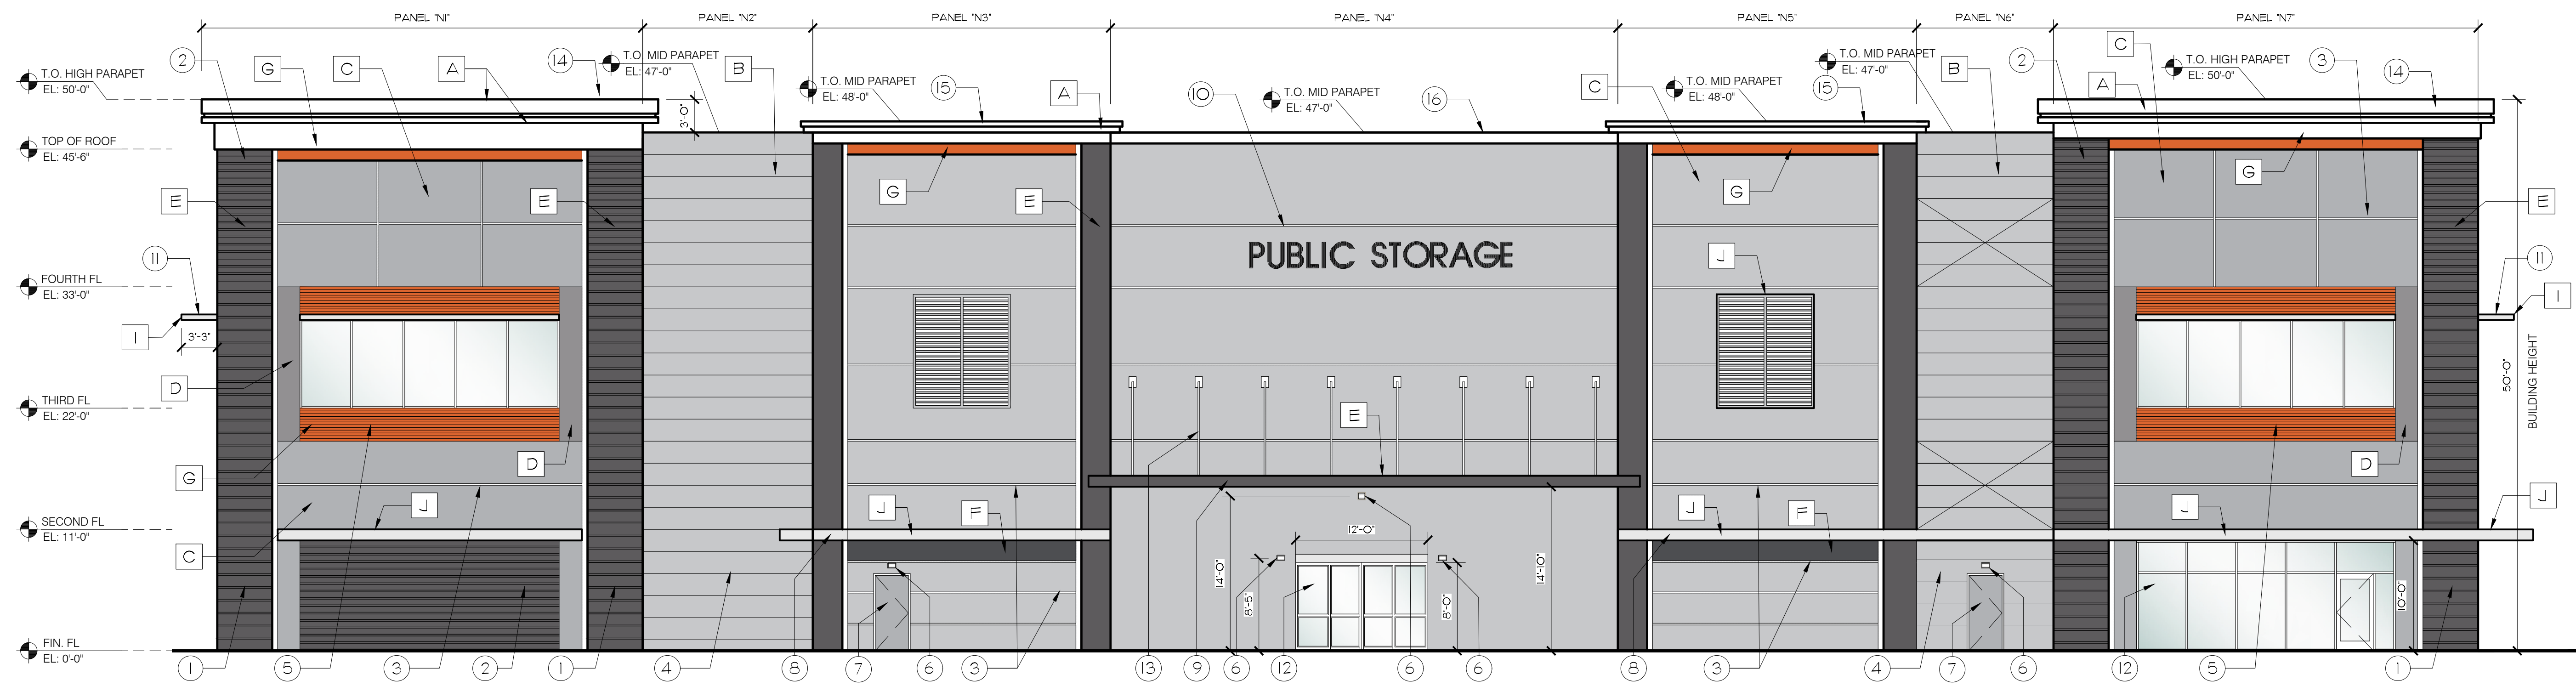 PANEL "N1"
PANEL "N2"
PANEL "N3"
PANEL "N4"
PANEL "N5"
PANEL "N6"
PANEL "N7"
T.O. HIGH PARAPET
EL: 50'-0"
2
G
C
A
14
T.O. MID PARAPET
EL: 47'-0"
B
T.O. MID PARAPET
EL: 48'-0"
15
A
10
T.O. MID PARAPET
EL: 47'-0"
16
C
T.O. MID PARAPET
EL: 48'-0"
15
T.O. MID PARAPET
EL: 47'-0"
B
2
A
C
T.O. HIGH PARAPET
EL: 50'-0"
3
14
3'-0"
TOP OF ROOF
EL: 45'-6"
E
E
G
E
G
G
E
PUBLIC STORAGE
J
11
11
FOURTH FL
EL: 33'-0"
I
3'-3"
I
D
THIRD FL
EL: 22'-0"
E
50'-0"
BUILDING HEIGHT
G
D
D
J
J
F
J
F
J
J
SECOND FL
EL: 11'-0"
12'-0"
C
14'-0"
8'-5"
8'-0"
14'-10"
10'-0"
FIN. FL
EL: 0'-0"
1
5
3
2
1
4
8
7
6
3
13
9
6
12
6
6
8
3
4
7
6
12
5
1